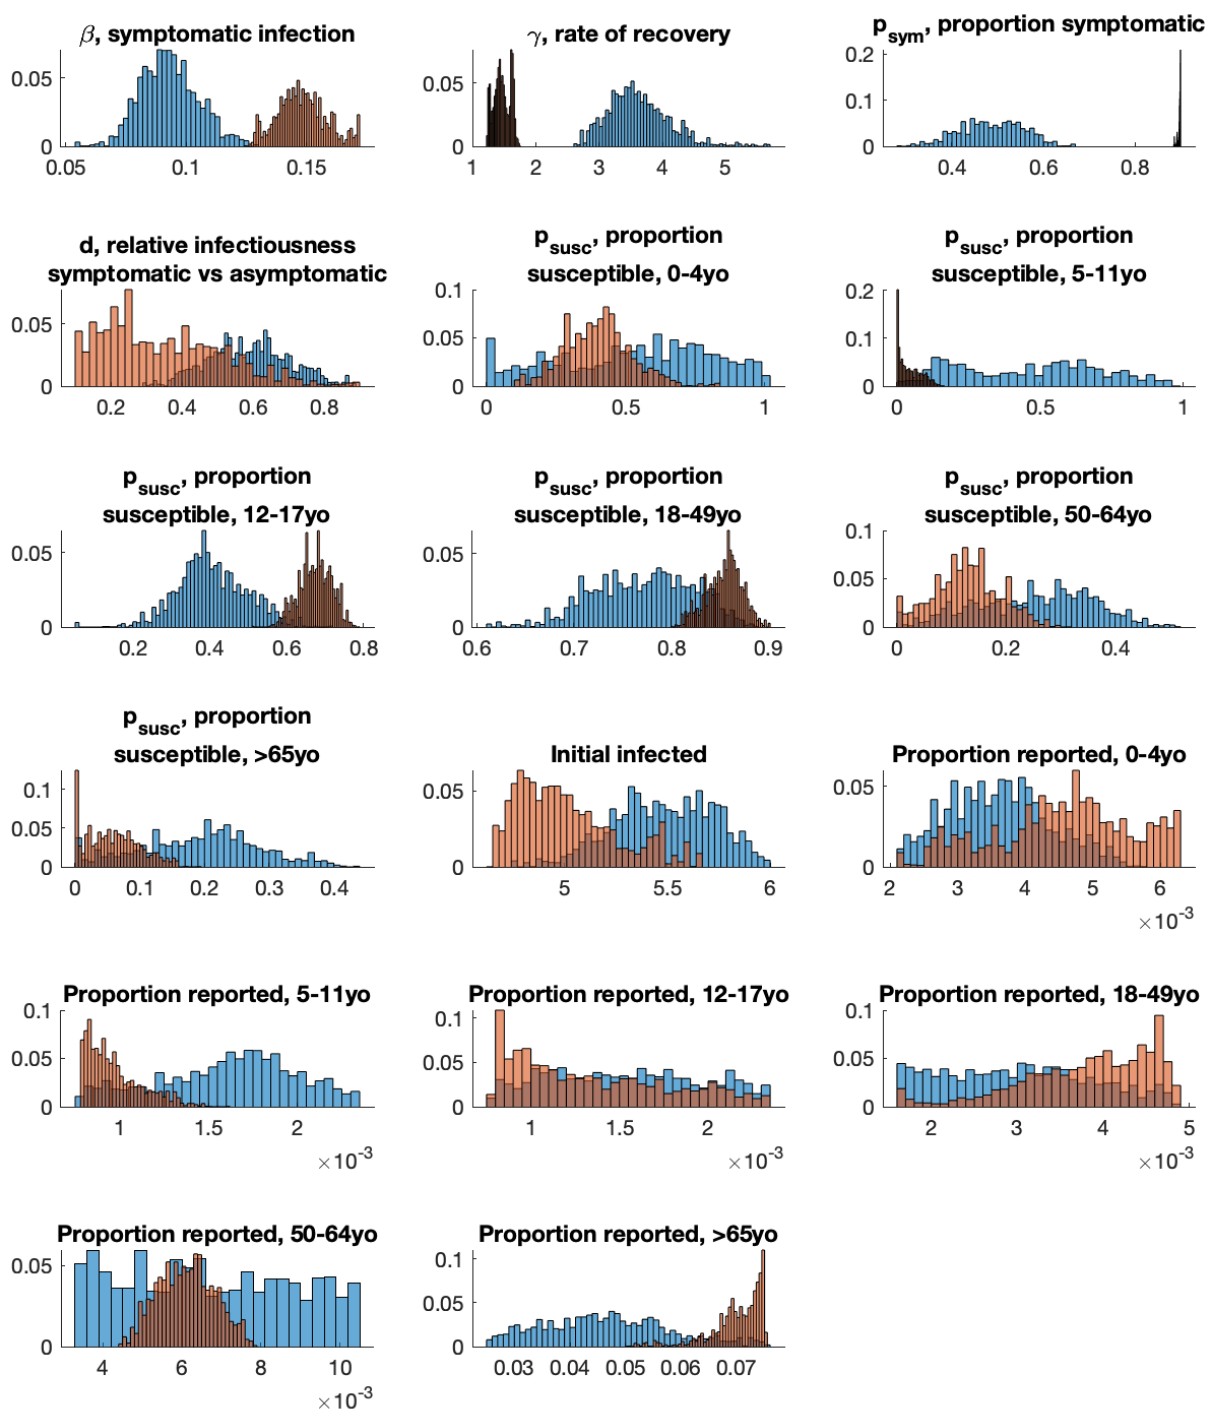 β, symptomatic infection
0.05
0
0.05 0.1 0.15
γ, rate of recovery
0.05
0
1 2 3 4 5
p_sym, proportion symptomatic
0.2
0.1
0
0.4 0.6 0.8
d, relative infectiousness
symptomatic vs asymptomatic
0.05
0
0.2 0.4 0.6 0.8
p_susc, proportion
susceptible, 0-4yo
0.1
0.05
0
0 0.5 1
p_susc, proportion
susceptible, 5-11yo
0.2
0.1
0
0 0.5 1
p_susc, proportion
susceptible, 12-17yo
0.05
0
0.2 0.4 0.6 0.8
p_susc, proportion
susceptible, 18-49yo
0.05
0
0.6 0.7 0.8 0.9
p_susc, proportion
susceptible, 50-64yo
0.1
0.05
0
0 0.2 0.4
p_susc, proportion
susceptible, >65yo
0.1
0.05
0
0 0.1 0.2 0.3 0.4
Initial infected
0.05
0
5 5.5 6
Proportion reported, 0-4yo
0.05
0
2 3 4 5 6
×10^-3
Proportion reported, 5-11yo
0.1
0.05
0
1 1.5 2
×10^-3
Proportion reported, 12-17yo
0.1
0.05
0
1 1.5 2
×10^-3
Proportion reported, 18-49yo
0.1
0.05
0
2 3 4 5
×10^-3
Proportion reported, 50-64yo
0.05
0
4 6 8 10
×10^-3
Proportion reported, >65yo
0.1
0.05
0
0.03 0.04 0.05 0.06 0.07